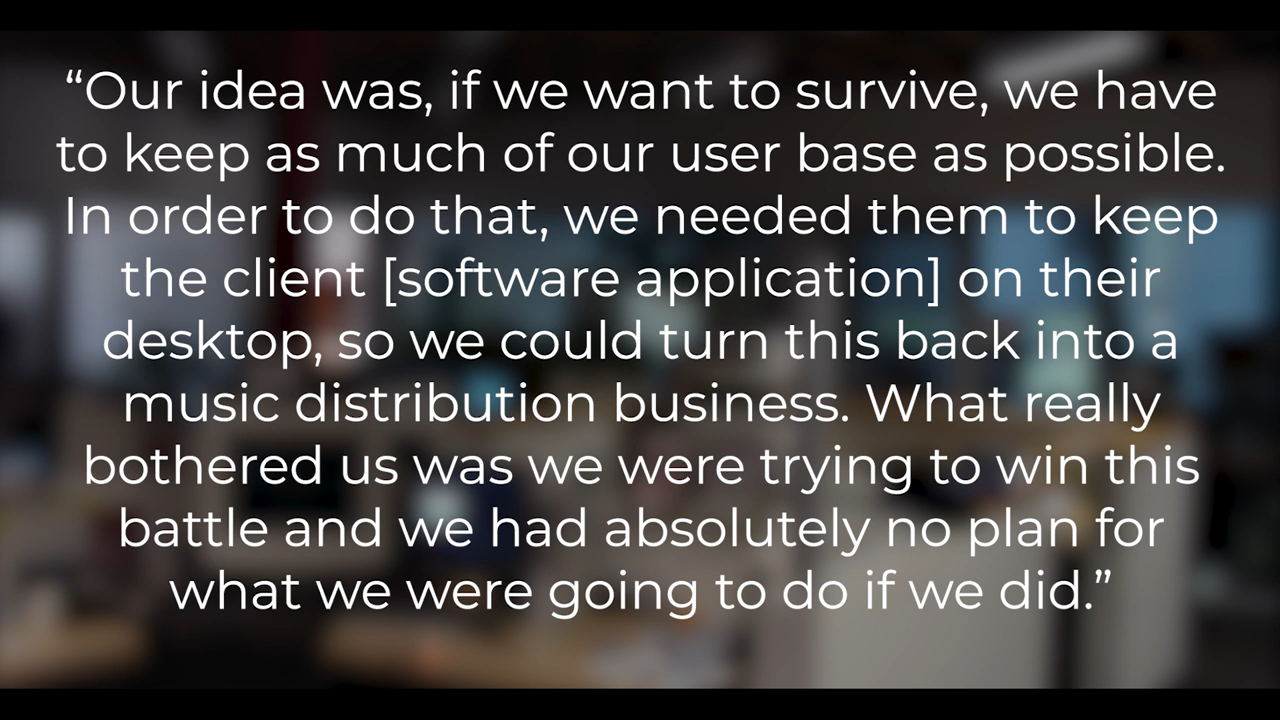 “Our idea was, if we want to survive, we have
to keep as much of our user base as possible.
In order to do that, we needed them to keep
the client [software application] on their
desktop, so we could turn this back into a
music distribution business. What really
bothered us was we were trying to win this
battle and we had absolutely no plan for
what we were going to do if we did.”